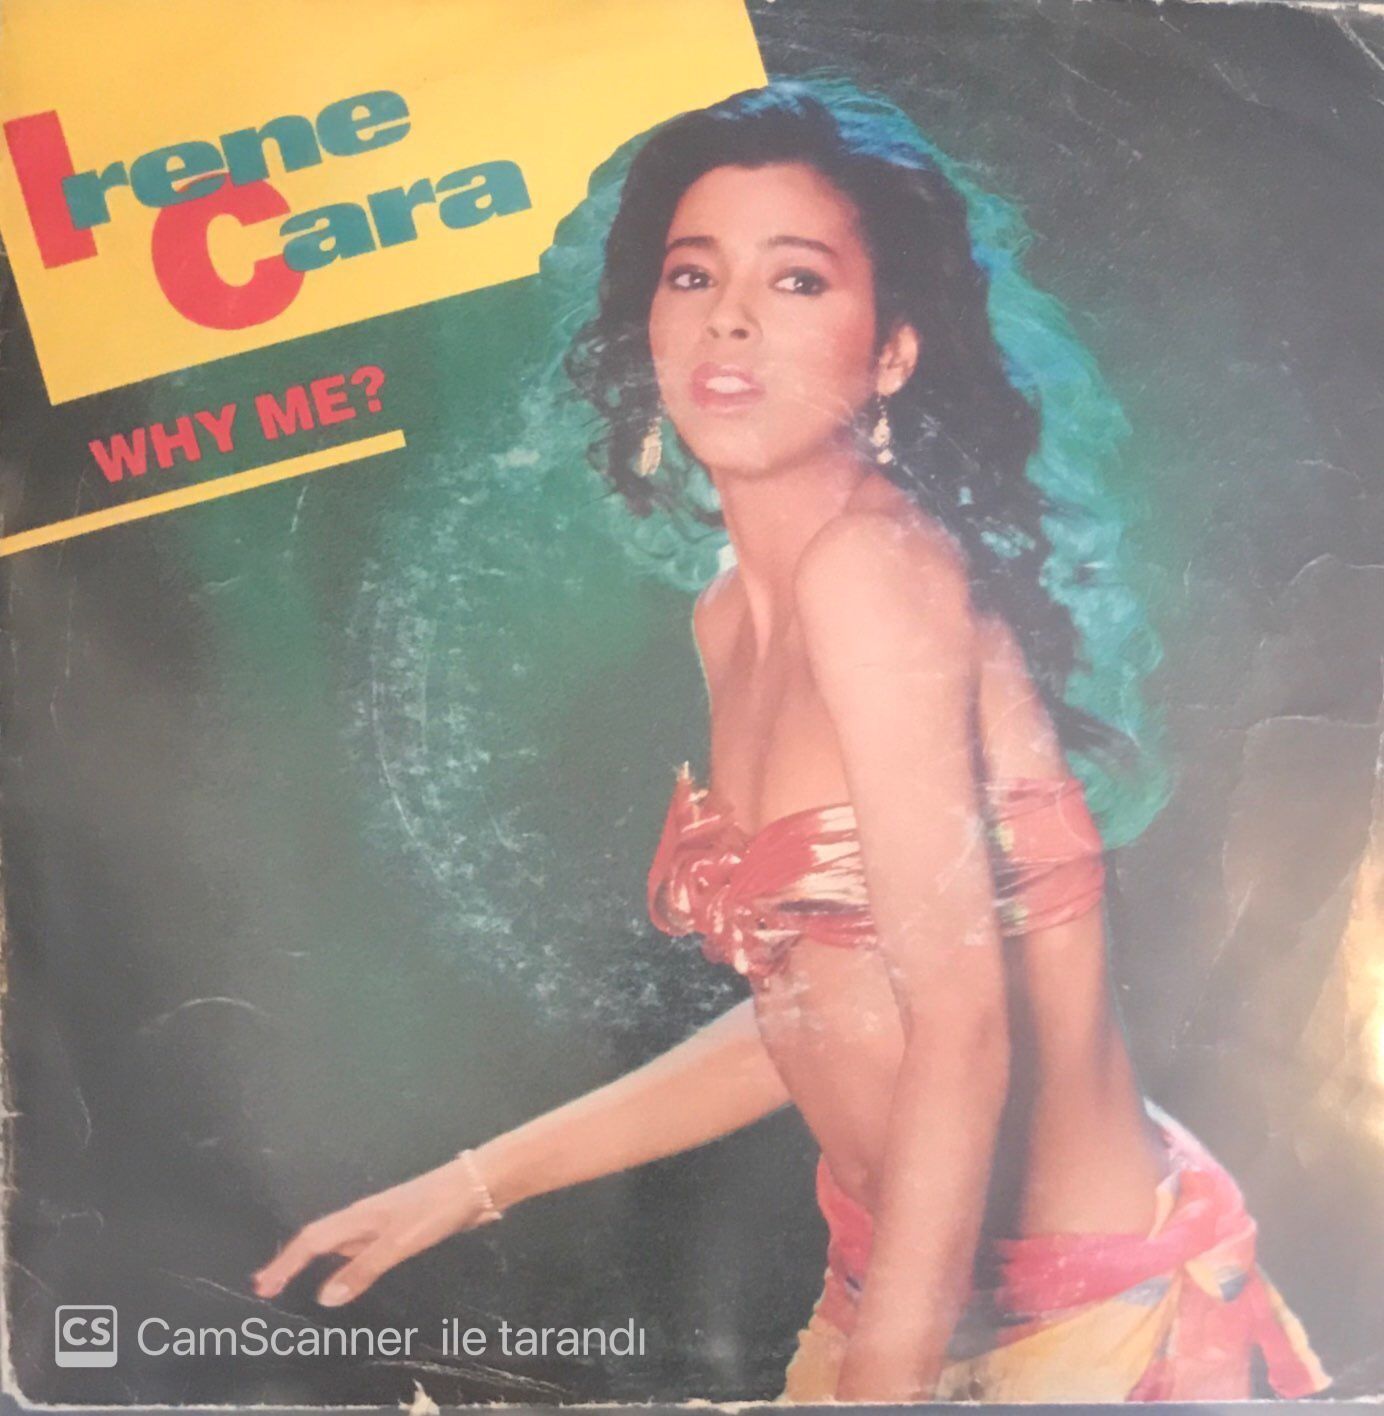 Irene
Cara
WHY ME?
CS CamScanner ile tarandı